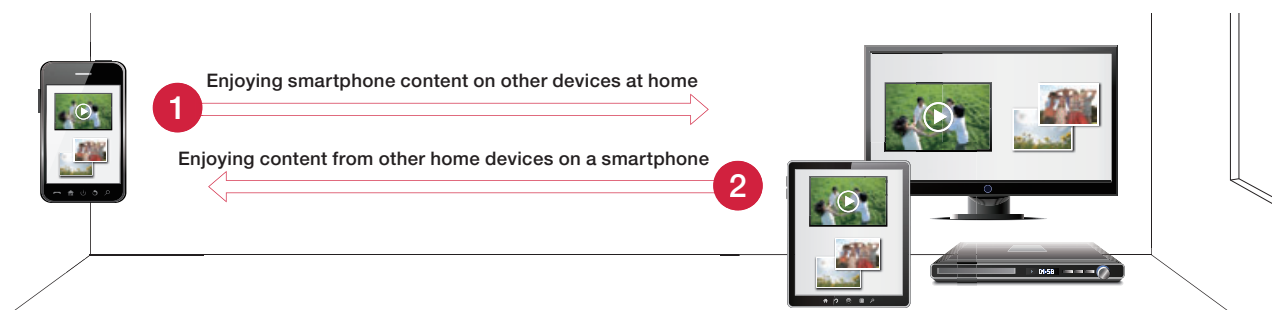 1
Enjoying smartphone content on other devices at home
Enjoying content from other home devices on a smartphone
2